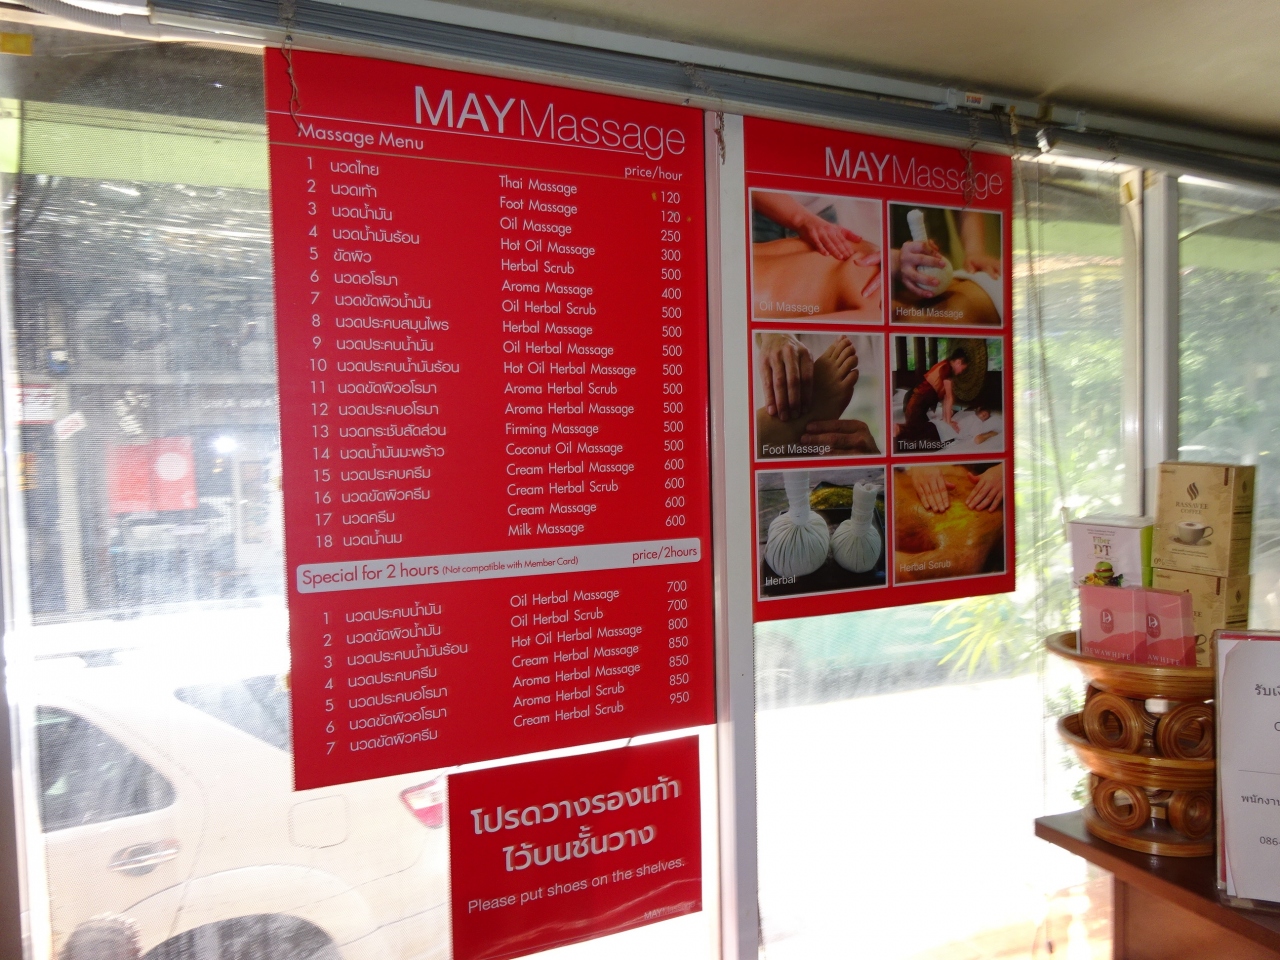 MAYMassage
Massage Menu
price/hour
1 นวดไทย Thai Massage 120
2 นวดเท้า Foot Massage 120
3 นวดน้ำมัน Oil Massage 250
4 นวดน้ำมันร้อน Hot Oil Massage 300
5 ขัดผิว Herbal Scrub 500
6 นวดอโรมา Aroma Massage 400
7 นวดขัดผิวน้ำมัน Oil Herbal Scrub 500
8 นวดประคบสมุนไพร Herbal Massage 500
9 นวดประคบน้ำมัน Oil Herbal Massage 500
10 นวดประคบน้ำมันร้อน Hot Oil Herbal Massage 500
11 นวดขัดผิวอโรมา Aroma Herbal Scrub 500
12 นวดประคบอโรมา Aroma Herbal Massage 500
13 นวดกระชับสัดส่วน Firming Massage 500
14 นวดน้ำมันมะพร้าว Coconut Oil Massage 500
15 นวดประคบครีม Cream Herbal Massage 600
16 นวดขัดผิวครีม Cream Herbal Scrub 600
17 นวดครีม Cream Massage 600
18 นวดน้ำนม Milk Massage 600
Special for 2 hours (Not compatible with Member Card) price/2hours
1 นวดประคบน้ำมัน Oil Herbal Massage 700
2 นวดขัดผิวน้ำมัน Oil Herbal Scrub 700
3 นวดประคบน้ำมันร้อน Hot Oil Herbal Massage 800
4 นวดประคบครีม Cream Herbal Massage 850
5 นวดประคบอโรมา Aroma Herbal Massage 850
6 นวดขัดผิวอโรมา Aroma Herbal Scrub 850
7 นวดขัดผิวครีม Cream Herbal Scrub 950
โปรดวางรองเท้า
ไว้บนชั้นวาง
Please put shoes on the shelves.
MAYMassage
MAYMassage
Oil Massage
Herbal Massage
Foot Massage
Thai Massage
Herbal
Herbal Scrub
COFFEE
Fiber
DT
DEWAWHITE
AWHITE
พนักงาน
086-